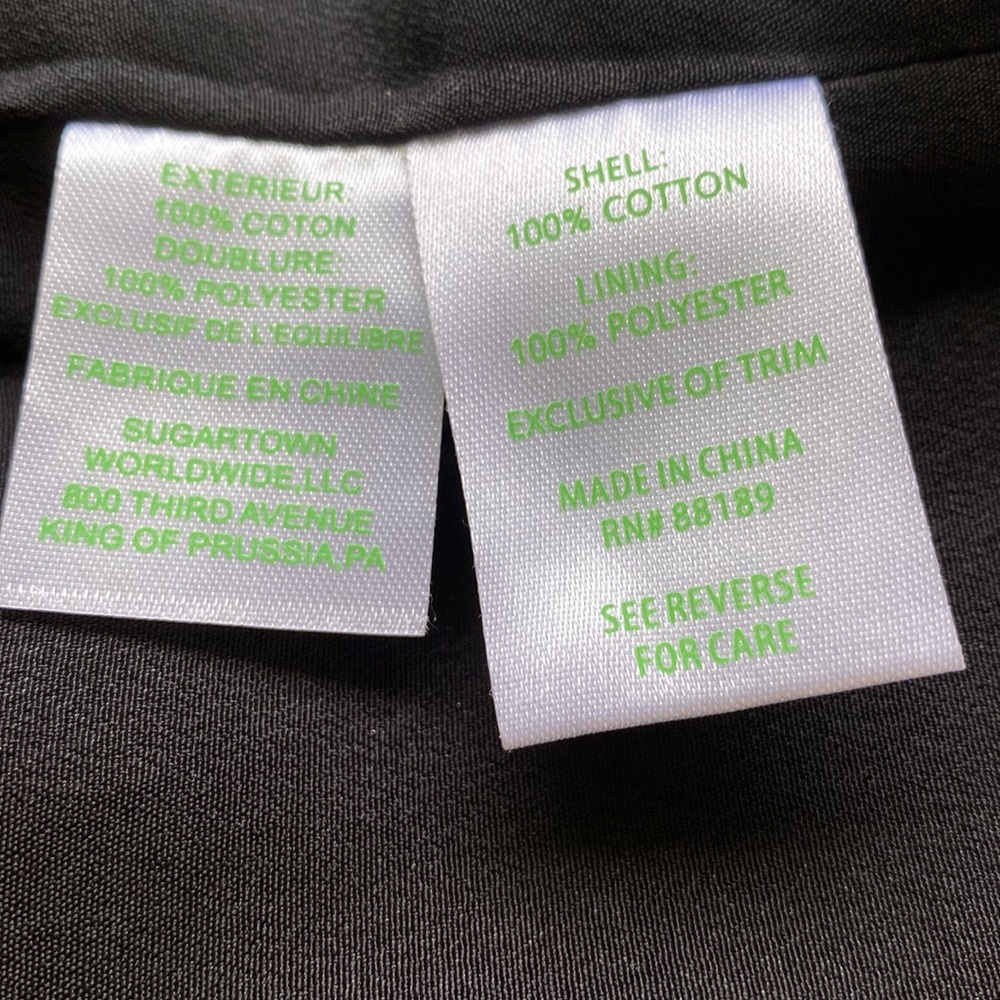 EXTERIEUR:
100% COTON
DOUBLURE:
100% POLYESTER
EXCLUSIF DE L'EQUILIBRE
FABRIQUE EN CHINE
SUGARTOWN
WORLDWIDE,LLC
800 THIRD AVENUE
KING OF PRUSSIA,PA
SHELL:
100% COTTON
LINING:
100% POLYESTER
EXCLUSIVE OF TRIM
MADE IN CHINA
RN# 88189
SEE REVERSE
FOR CARE